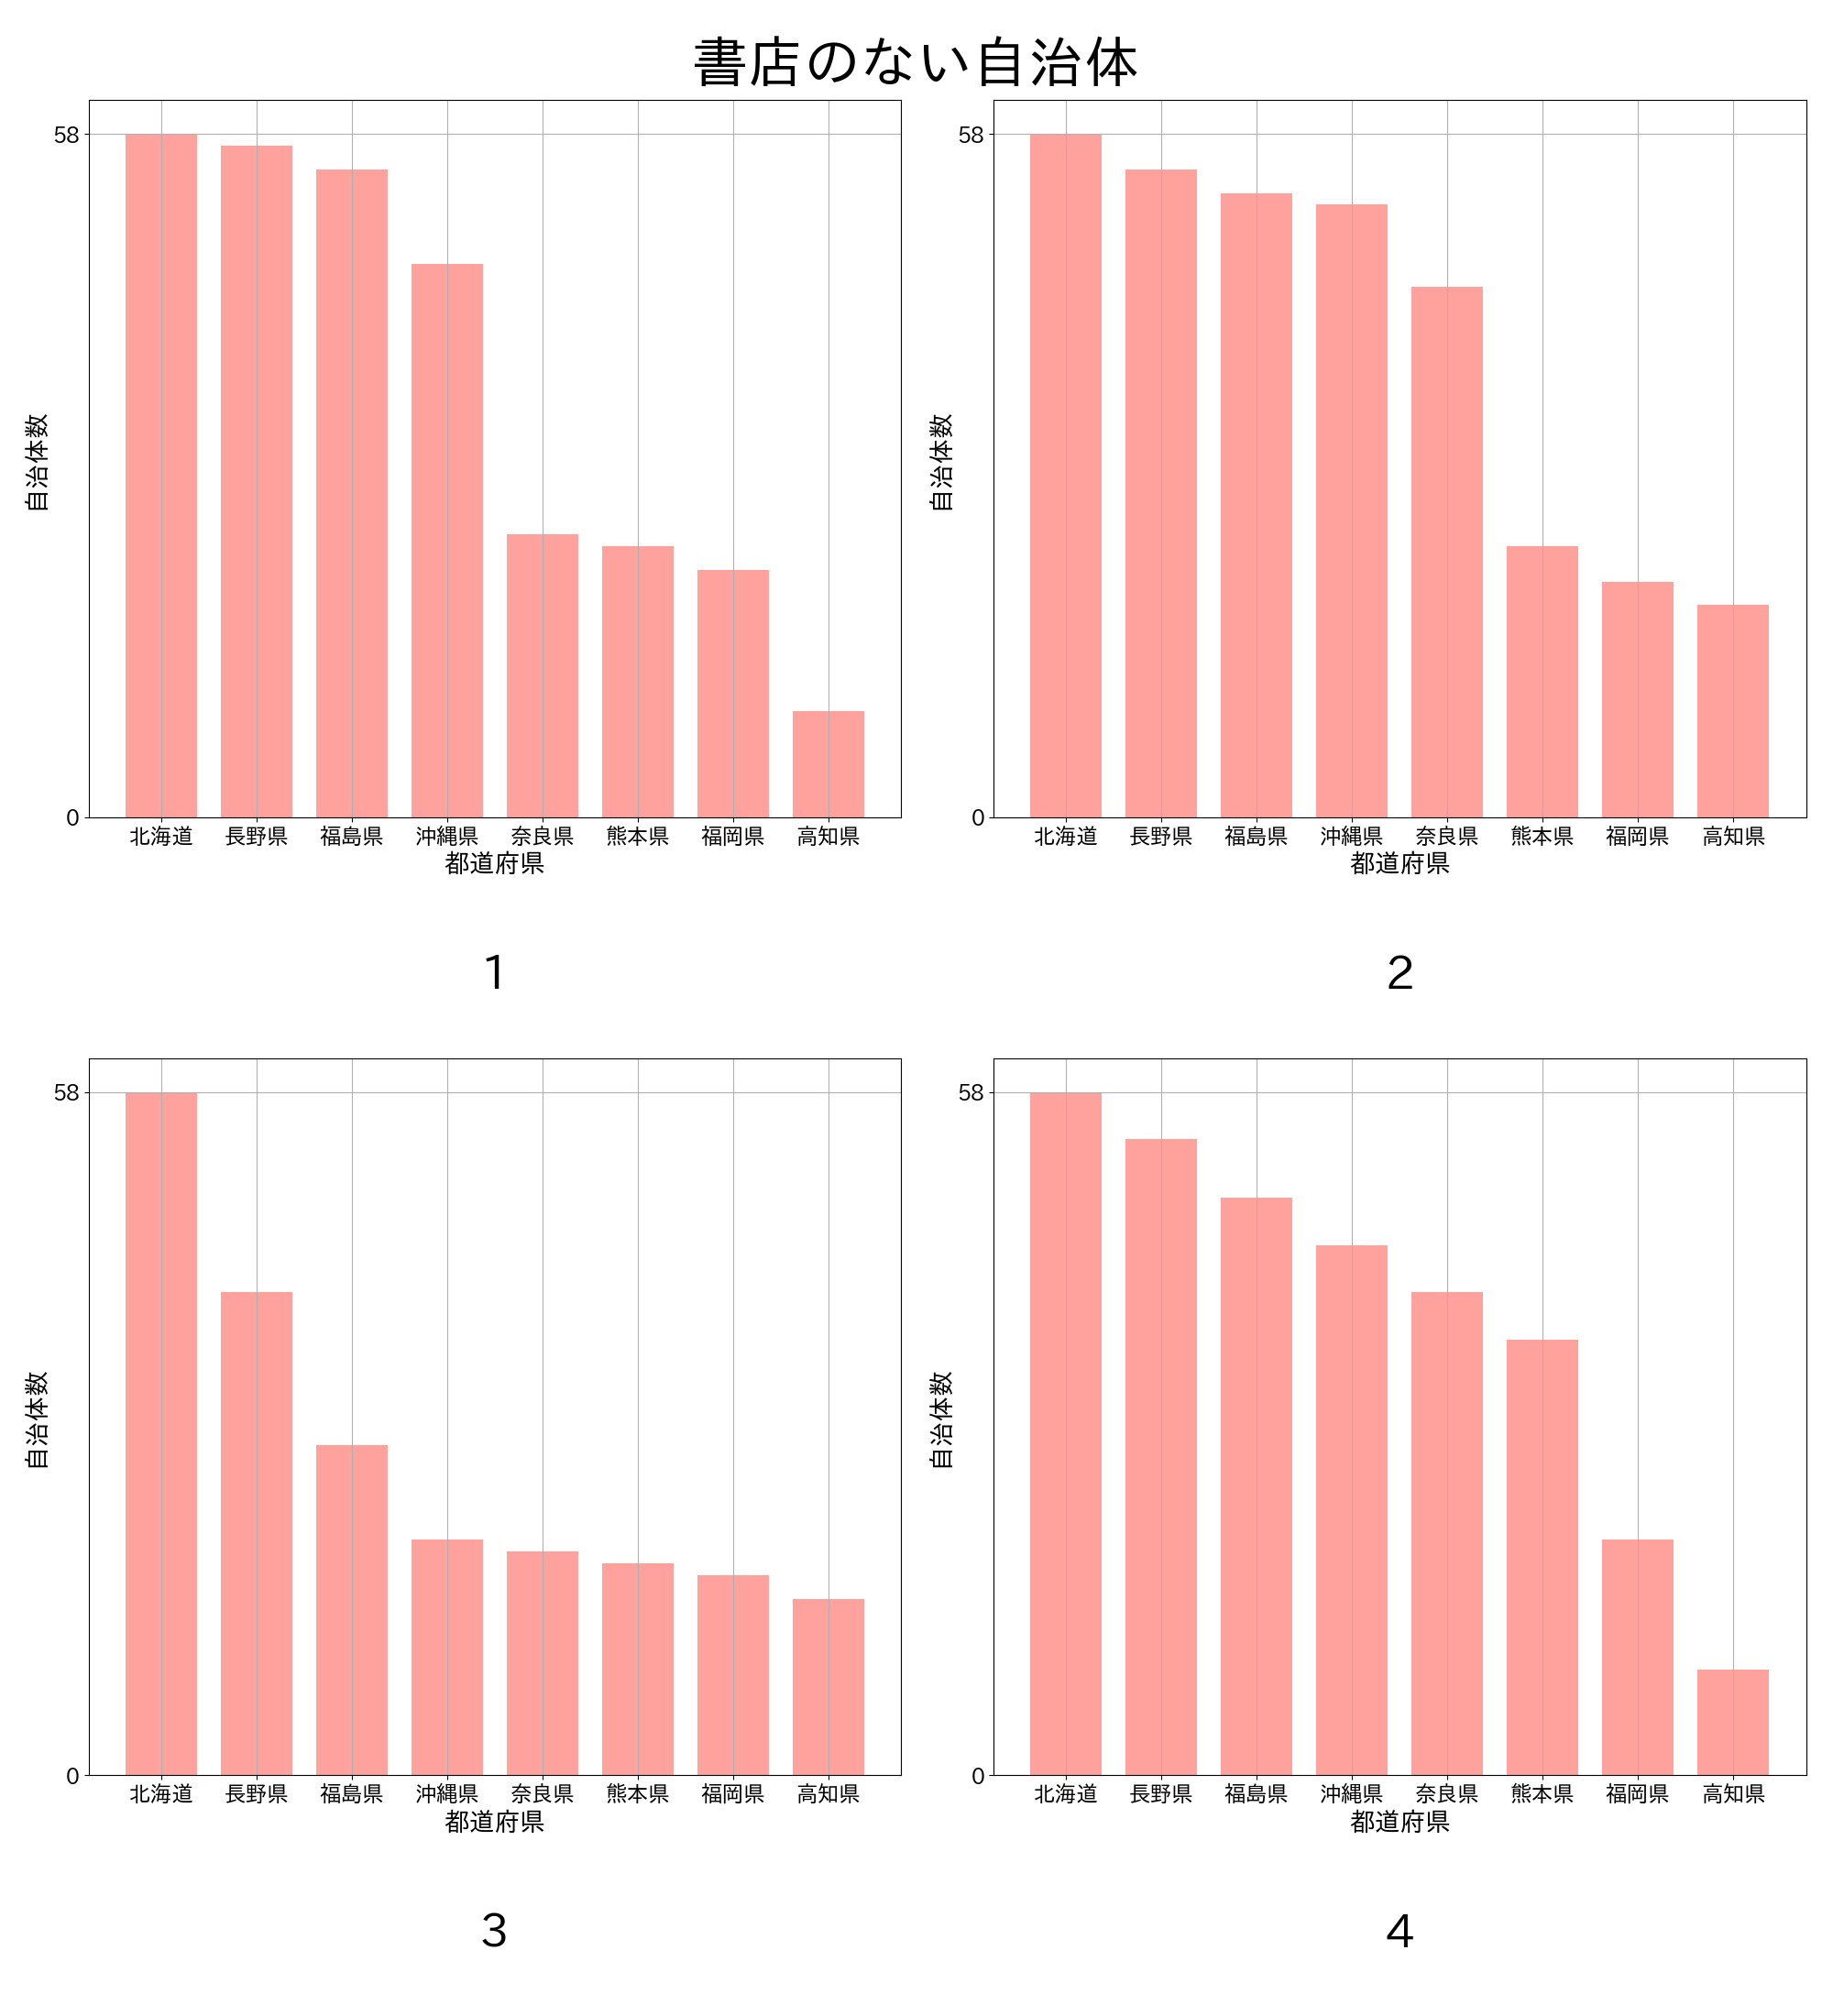 書店のない自治体
58
0
自治体数
北海道 長野県 福島県 沖縄県 奈良県 熊本県 福岡県 高知県
都道府県
1
58
0
自治体数
北海道 長野県 福島県 沖縄県 奈良県 熊本県 福岡県 高知県
都道府県
2
58
0
自治体数
北海道 長野県 福島県 沖縄県 奈良県 熊本県 福岡県 高知県
都道府県
3
58
0
自治体数
北海道 長野県 福島県 沖縄県 奈良県 熊本県 福岡県 高知県
都道府県
4